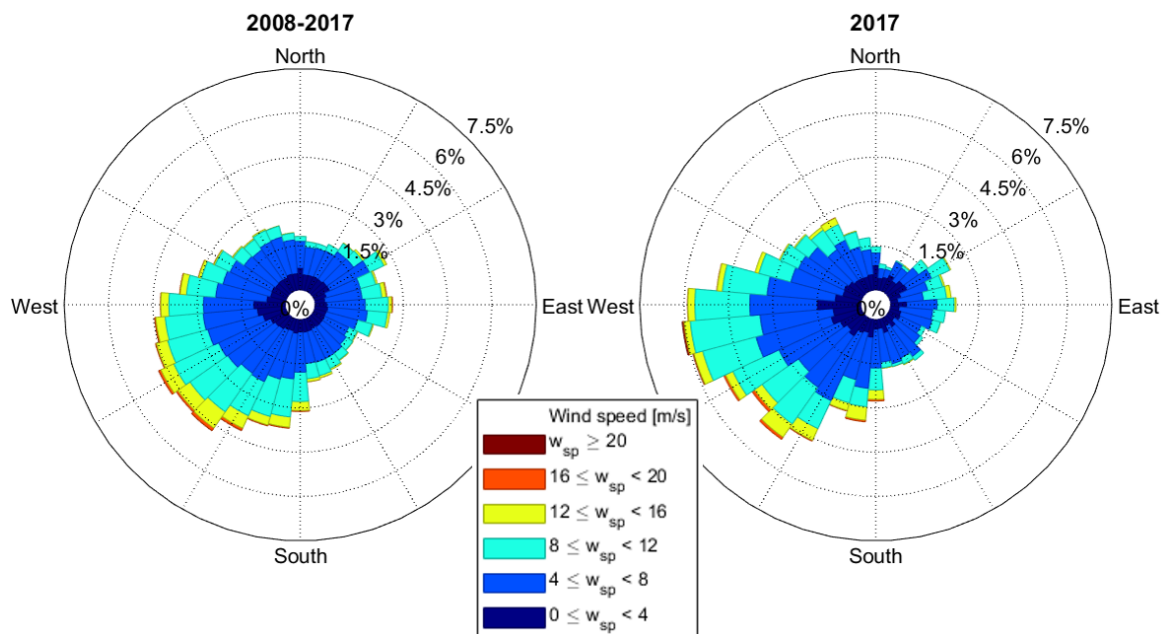 2008-2017
North
7.5%
6%
4.5%
3%
1.5%
0%
West
East
South
2017
North
7.5%
6%
4.5%
3%
1.5%
0%
West
East
South
Wind speed [m/s]
w_sp ≥ 20
16 ≤ w_sp < 20
12 ≤ w_sp < 16
8 ≤ w_sp < 12
4 ≤ w_sp < 8
0 ≤ w_sp < 4